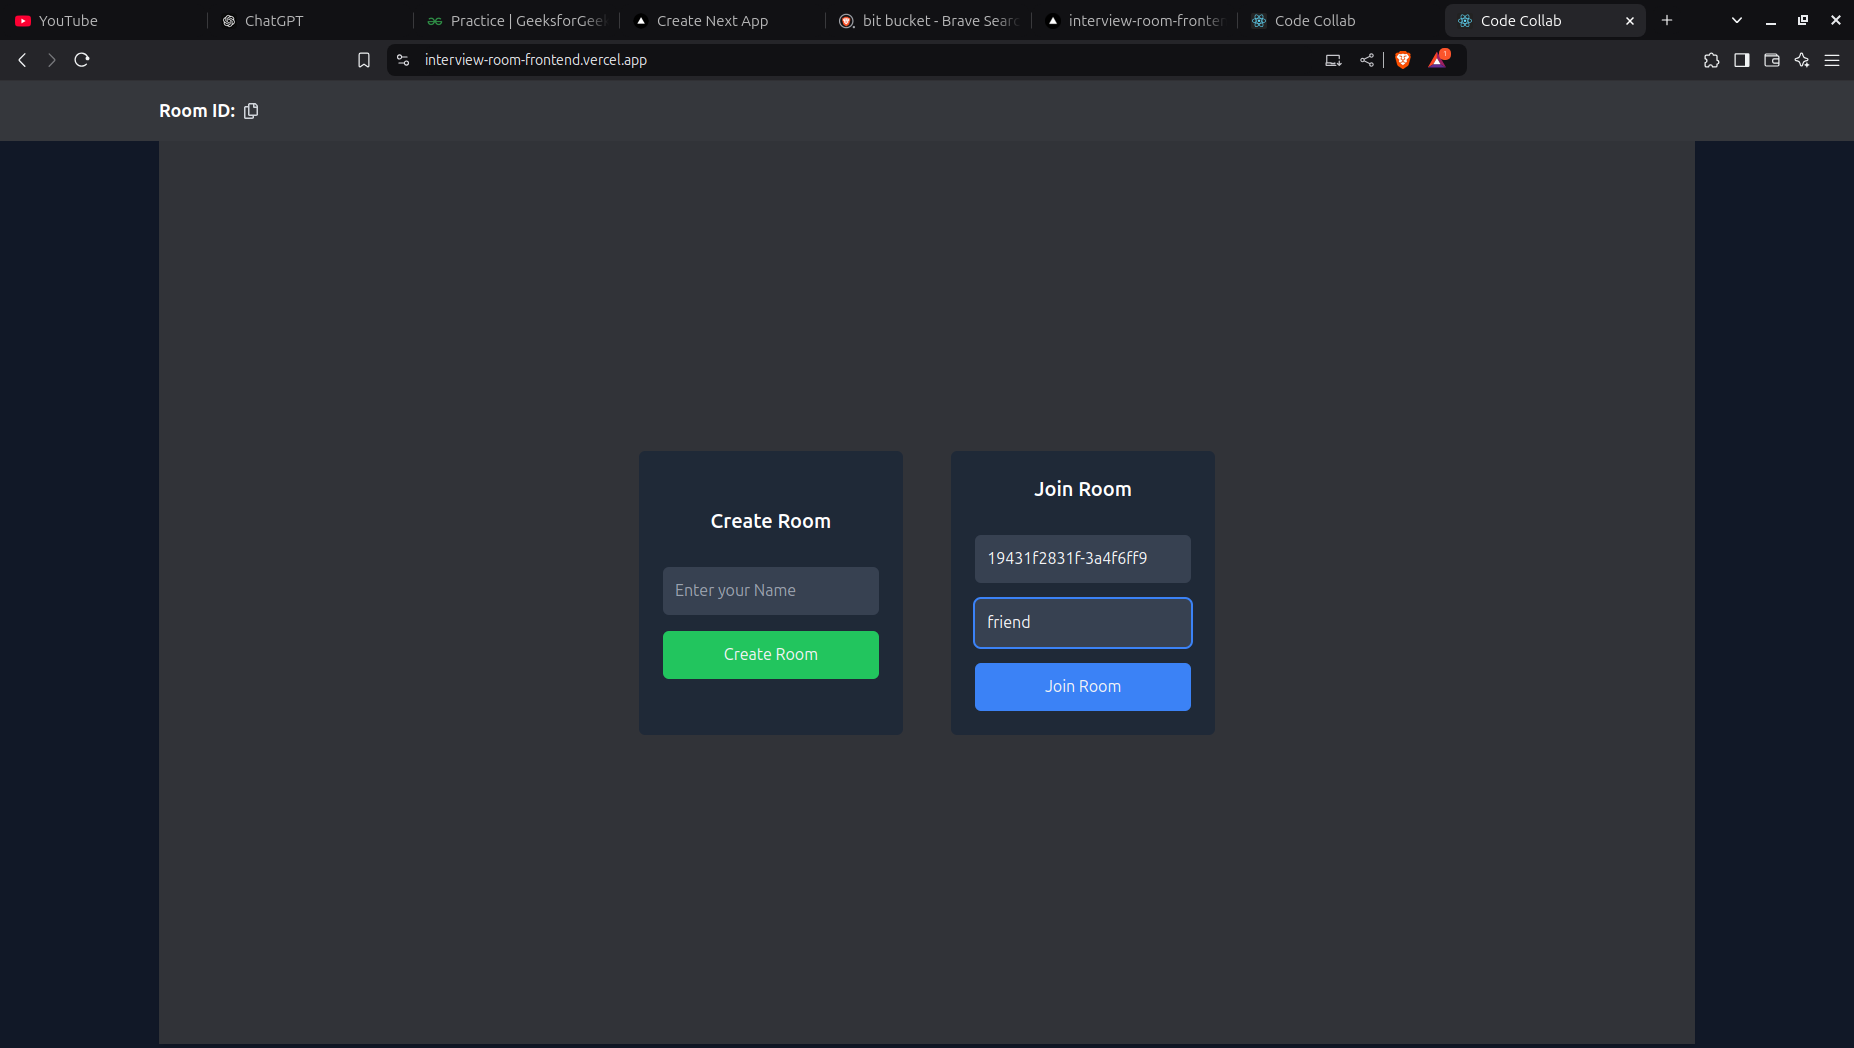 YouTube
ChatGPT
Practice | GeeksforGeek
Create Next App
bit bucket - Brave Searc
interview-room-fronten
Code Collab
Code Collab
interview-room-frontend.vercel.app
1
Room ID:
Create Room
Enter your Name
Create Room
Join Room
19431f2831f-3a4f6ff9
friend
Join Room